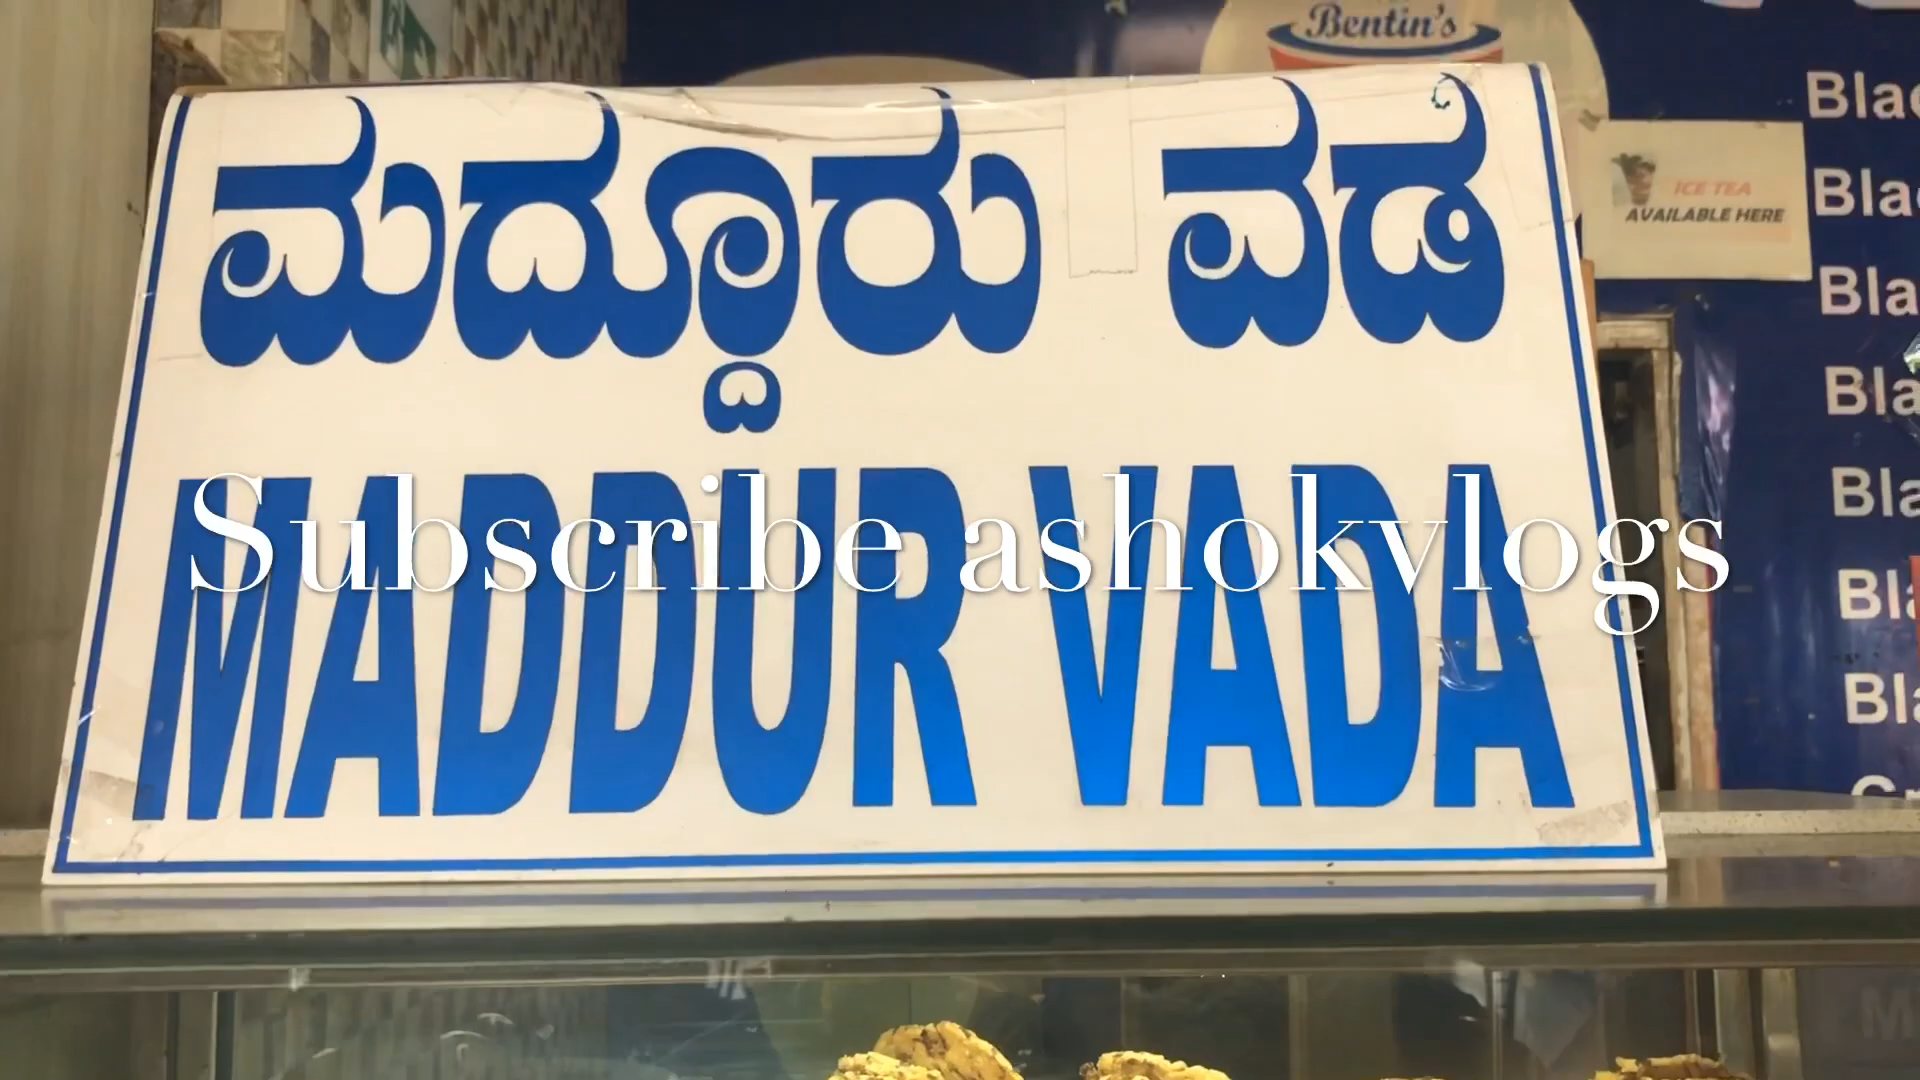 Bentin's
ಮದ್ದೂರು ವಡೆ
MADDUR VADA
Subscribe ashokvlogs
ICE TEA
AVAILABLE HERE